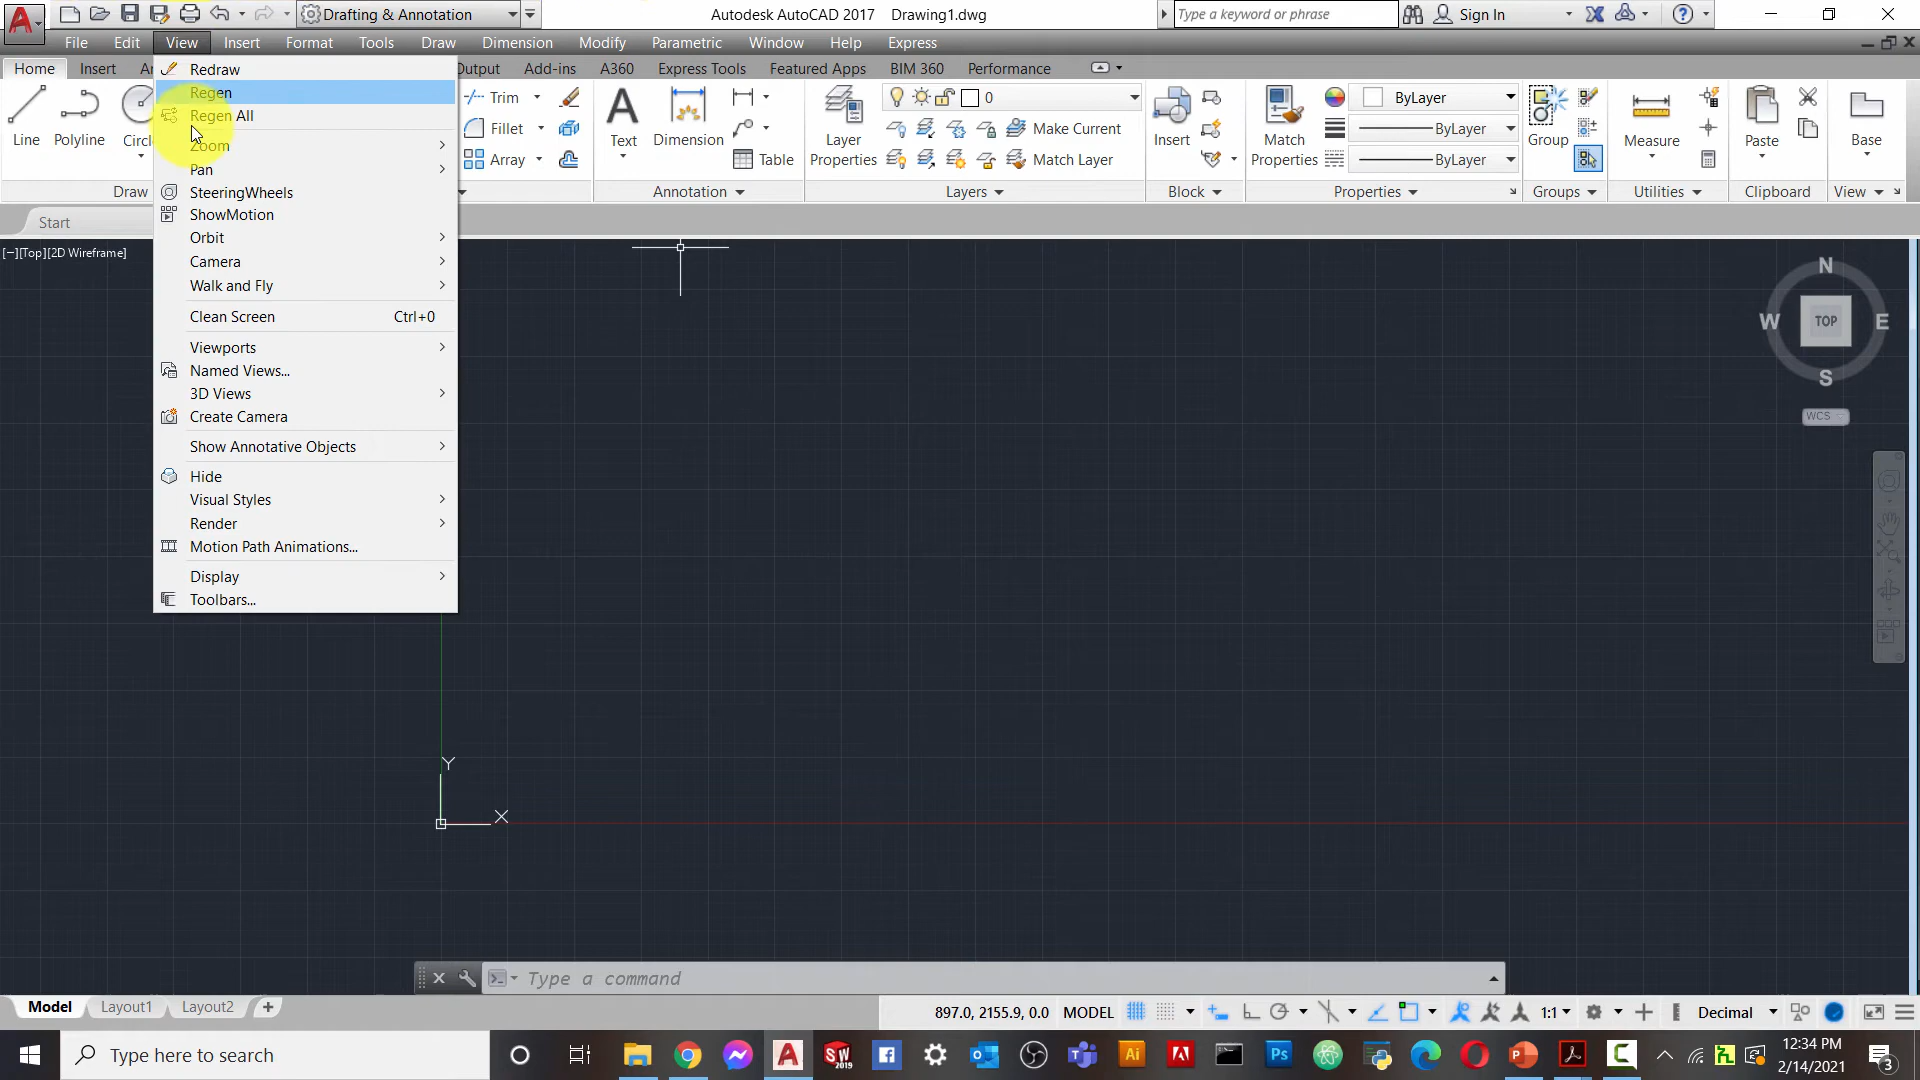 Drafting & Annotation
Autodesk AutoCAD 2017 Drawing1.dwg
Type a keyword or phrase
Sign In
File Edit View Insert Format Tools Draw Dimension Modify Parametric Window Help Express
Home Insert Output Add-ins A360 Express Tools Featured Apps BIM 360 Performance
Line
Polyline
Circl
Draw
Trim
Fillet
Array
Text
Dimension
Table
Annotation
Layer
Properties
0
Make Current
Match Layer
Layers
Insert
Block
Match
Properties
ByLayer
ByLayer
ByLayer
Properties
Group
Groups
Measure
Utilities
Paste
Clipboard
Base
View
Start
[−][Top][2D Wireframe]
Redraw
Regen
Regen All
Zoom
Pan
SteeringWheels
ShowMotion
Orbit
Camera
Walk and Fly
Clean Screen Ctrl+0
Viewports
Named Views...
3D Views
Create Camera
Show Annotative Objects
Hide
Visual Styles
Render
Motion Path Animations...
Display
Toolbars...
N
W TOP E
S
WCS
Y
X
Type a command
Model Layout1 Layout2 +
897.0, 2155.9, 0.0 MODEL 1:1 Decimal
Type here to search
SW
2019
Ai
Ps
12:34 PM
2/14/2021
3